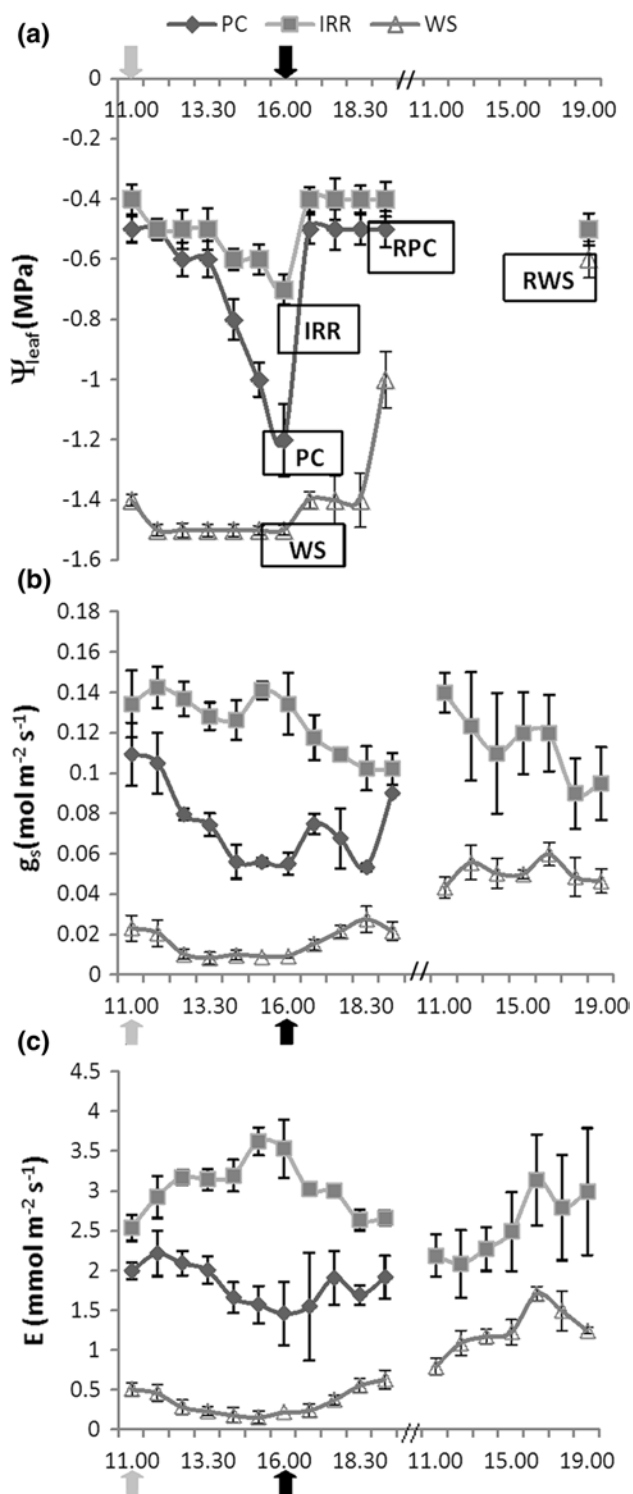 (a) PC IRR WS
0
11.00 13.30 16.00 18.30 // 11.00 15.00 19.00
-0.2
-0.4
-0.6
-0.8
-1
-1.2
-1.4
-1.6
Ψleaf (MPa)
RPC
RWS
IRR
PC
WS
(b)
0.18
0.16
0.14
0.12
0.1
0.08
0.06
0.04
0.02
0
gs (mol m⁻² s⁻¹)
11.00 13.30 16.00 18.30 // 11.00 15.00 19.00
(c)
4.5
4
3.5
3
2.5
2
1.5
1
0.5
0
E (mmol m⁻² s⁻¹)
11.00 13.30 16.00 18.30 // 11.00 15.00 19.00